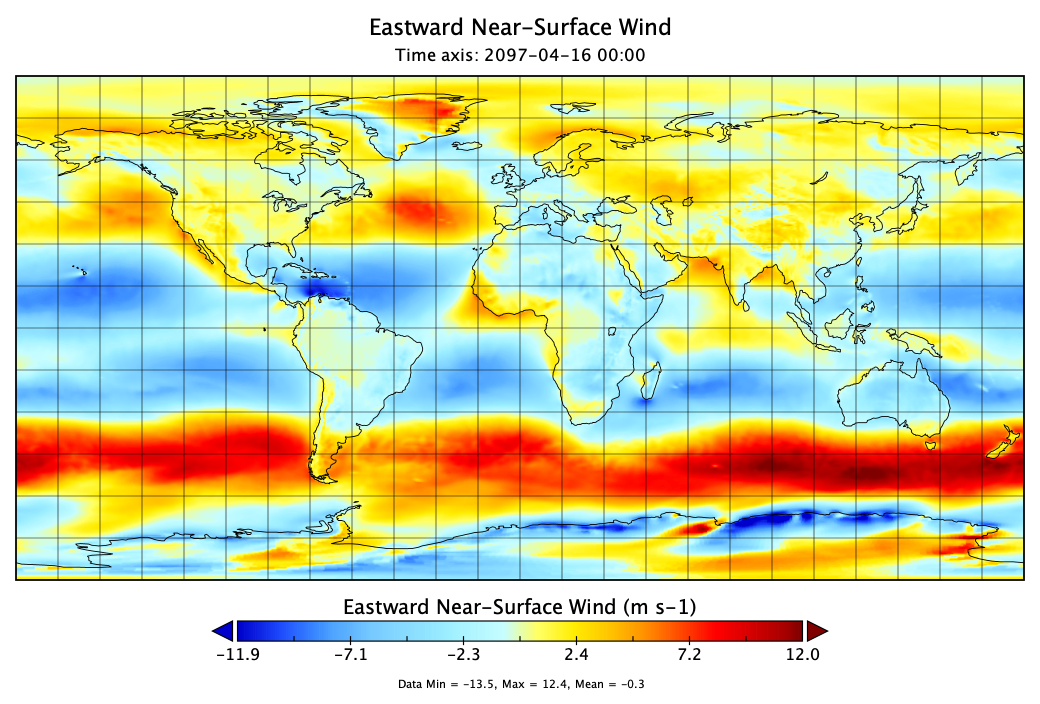 Eastward Near-Surface Wind
Time axis: 2097-04-16 00:00
Eastward Near-Surface Wind (m s-1)
-11.9 -7.1 -2.3 2.4 7.2 12.0
Data Min = -13.5, Max = 12.4, Mean = -0.3